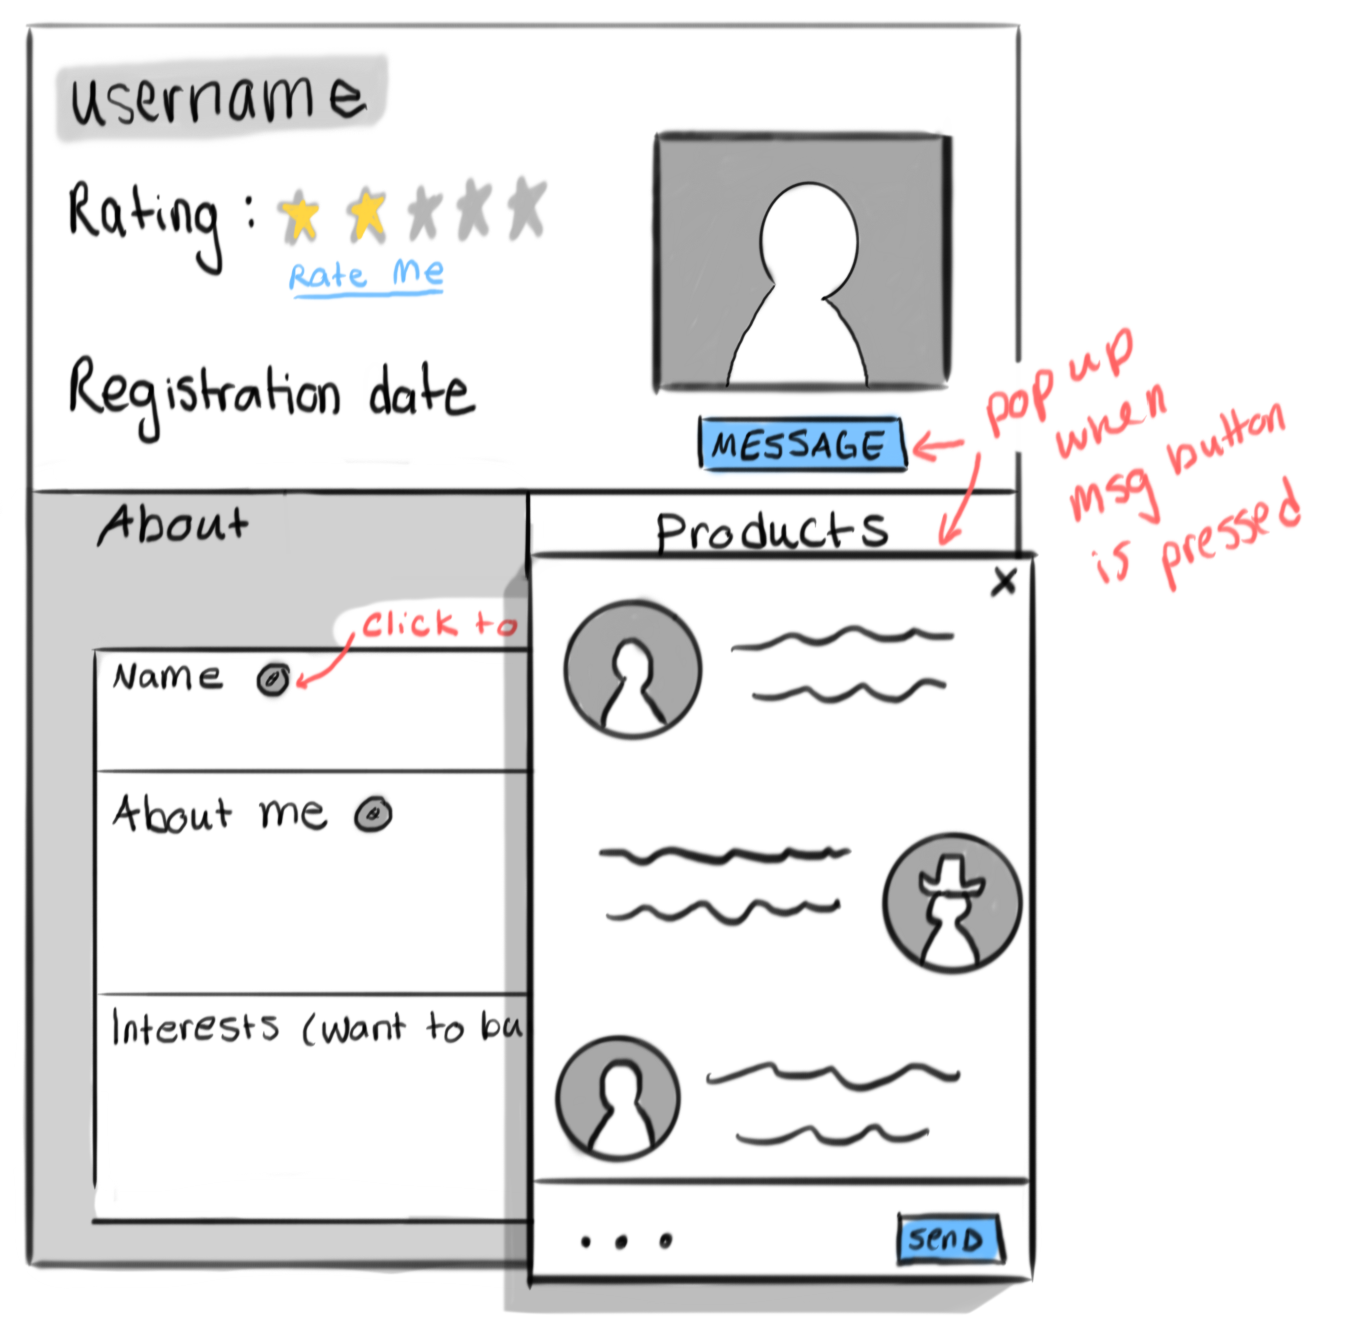 username
Rating :
Rate Me
Registration date
MESSAGE
pop up
when
msg button
is pressed
About
Products
X
click to
Name
About me
Interests (want to bu
...
send